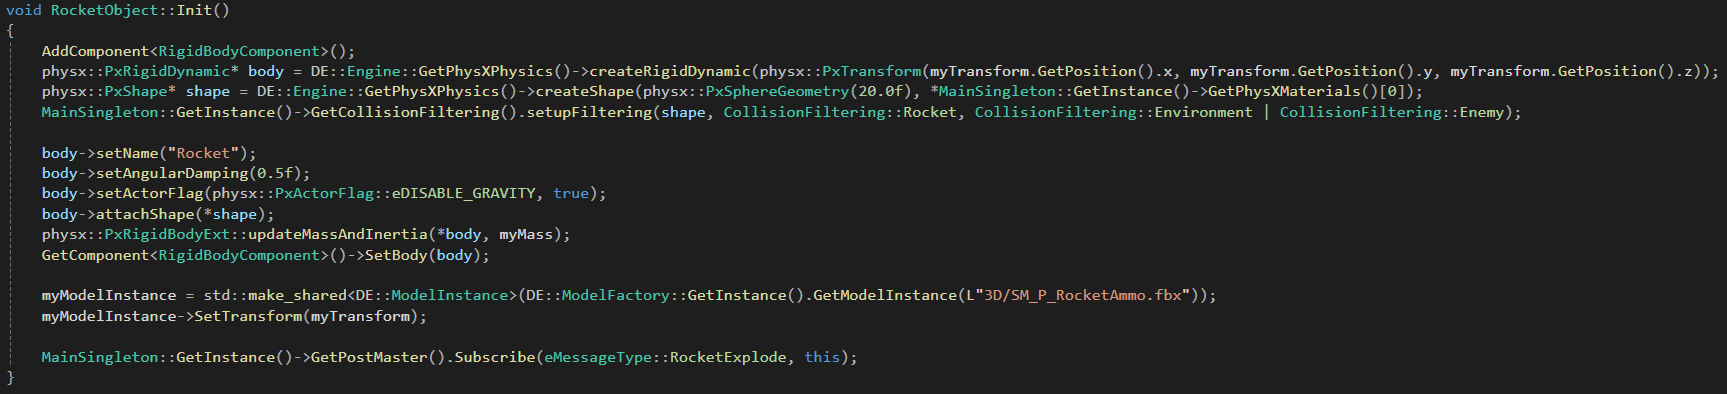 void RocketObject::Init()
{
AddComponent<RigidBodyComponent>();
physx::PxRigidDynamic* body = DE::Engine::GetPhysXPhysics()->createRigidDynamic(physx::PxTransform(myTransform.GetPosition().x, myTransform.GetPosition().y, myTransform.GetPosition().z));
physx::PxShape* shape = DE::Engine::GetPhysXPhysics()->createShape(physx::PxSphereGeometry(20.0f), *MainSingleton::GetInstance()->GetPhysXMaterials()[0]);
MainSingleton::GetInstance()->GetCollisionFiltering().setupFiltering(shape, CollisionFiltering::Rocket, CollisionFiltering::Environment | CollisionFiltering::Enemy);
body->setName("Rocket");
body->setAngularDamping(0.5f);
body->setActorFlag(physx::PxActorFlag::eDISABLE_GRAVITY, true);
body->attachShape(*shape);
physx::PxRigidBodyExt::updateMassAndInertia(*body, myMass);
GetComponent<RigidBodyComponent>()->SetBody(body);
myModelInstance = std::make_shared<DE::ModelInstance>(DE::ModelFactory::GetInstance().GetModelInstance(L"3D/SM_P_RocketAmmo.fbx"));
myModelInstance->SetTransform(myTransform);
MainSingleton::GetInstance()->GetPostMaster().Subscribe(eMessageType::RocketExplode, this);
}